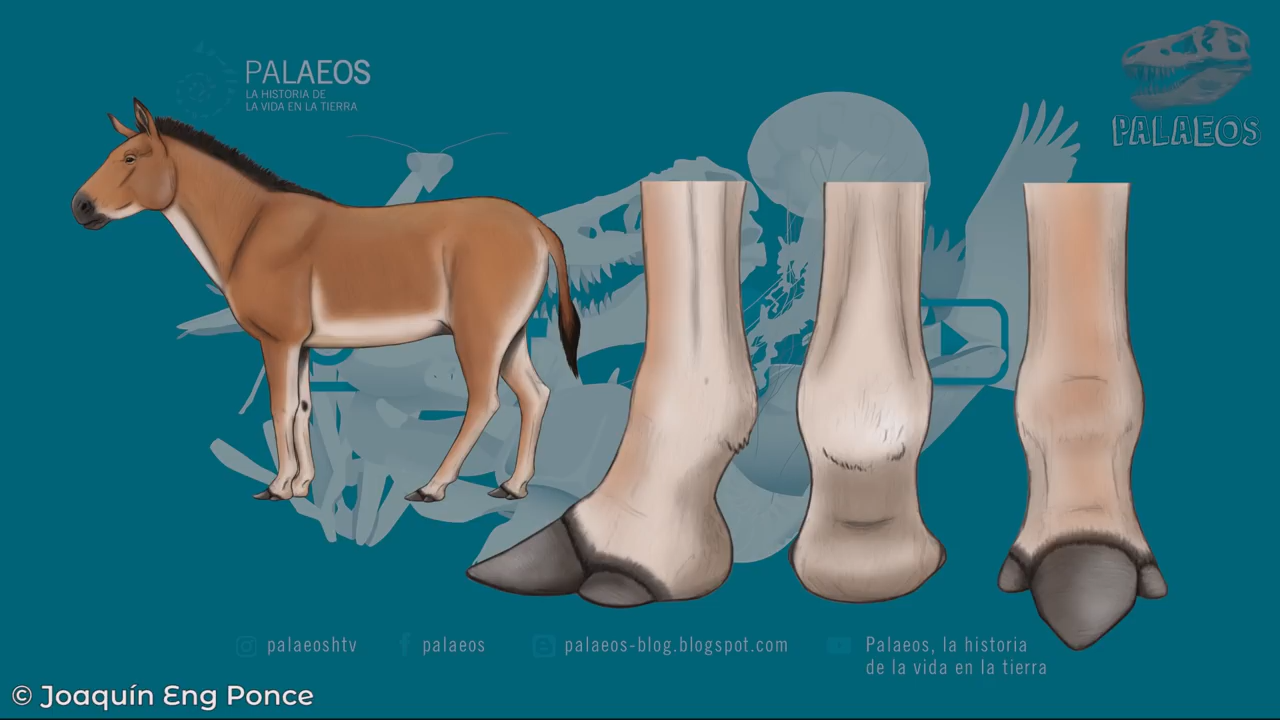 PALAEOS
LA HISTORIA DE
LA VIDA EN LA TIERRA
PALAEOS
palaeoshtv
palaeos
palaeos-blog.blogspot.com
Palaeos, la historia
de la vida en la tierra
© Joaquín Eng Ponce